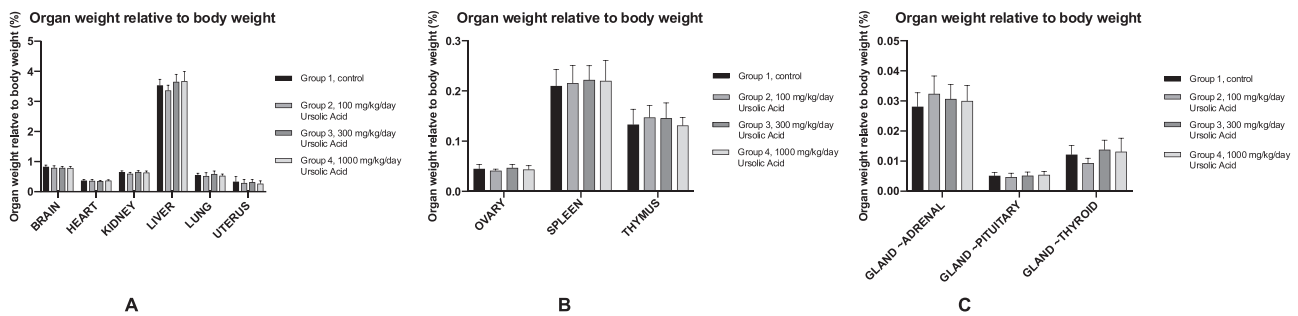 Organ weight relative to body weight
Organ weight relatve to body weight (%)
5
4
3
2
1
0
BRAIN
HEART
KIDNEY
LIVER
LUNG
UTERUS
Group 1, control
Group 2, 100 mg/kg/day
Ursolic Acid
Group 3, 300 mg/kg/day
Ursolic Acid
Group 4, 1000 mg/kg/day
Ursolic Acid
A
Organ weight relative to body weight
Organ weight relatve to body weight (%)
0.3
0.2
0.1
0.0
OVARY
SPLEEN
THYMUS
Group 1, control
Group 2, 100 mg/kg/day
Ursolic Acid
Group 3, 300 mg/kg/day
Ursolic Acid
Group 4, 1000 mg/kg/day
Ursolic Acid
B
Organ weight relative to body weight
Organ weight relatve to body weight (%)
0.05
0.04
0.03
0.02
0.01
0.00
GLAND ~ADRENAL
GLAND ~PITUITARY
GLAND ~THYROID
Group 1, control
Group 2, 100 mg/kg/day
Ursolic Acid
Group 3, 300 mg/kg/day
Ursolic Acid
Group 4, 1000 mg/kg/day
Ursolic Acid
C